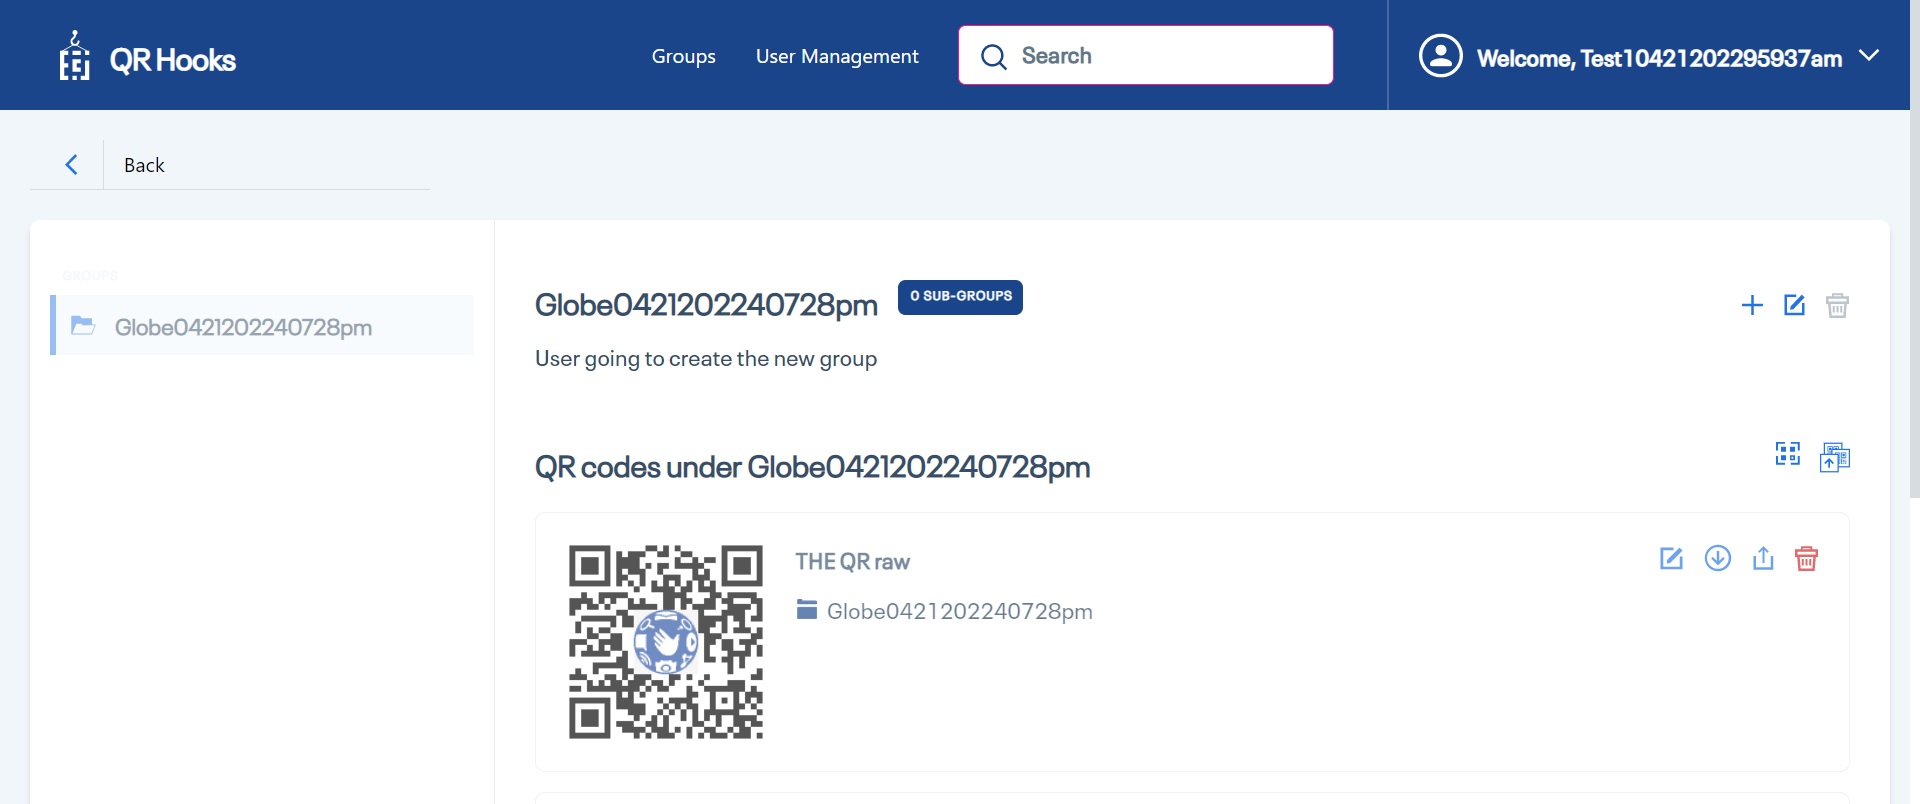 QR Hooks
Groups
User Management
Search
Welcome, Test10421202295937am
Back
GROUPS
Globe0421202240728pm
Globe0421202240728pm
0 SUB-GROUPS
User going to create the new group
QR codes under Globe0421202240728pm
THE QR raw
Globe0421202240728pm